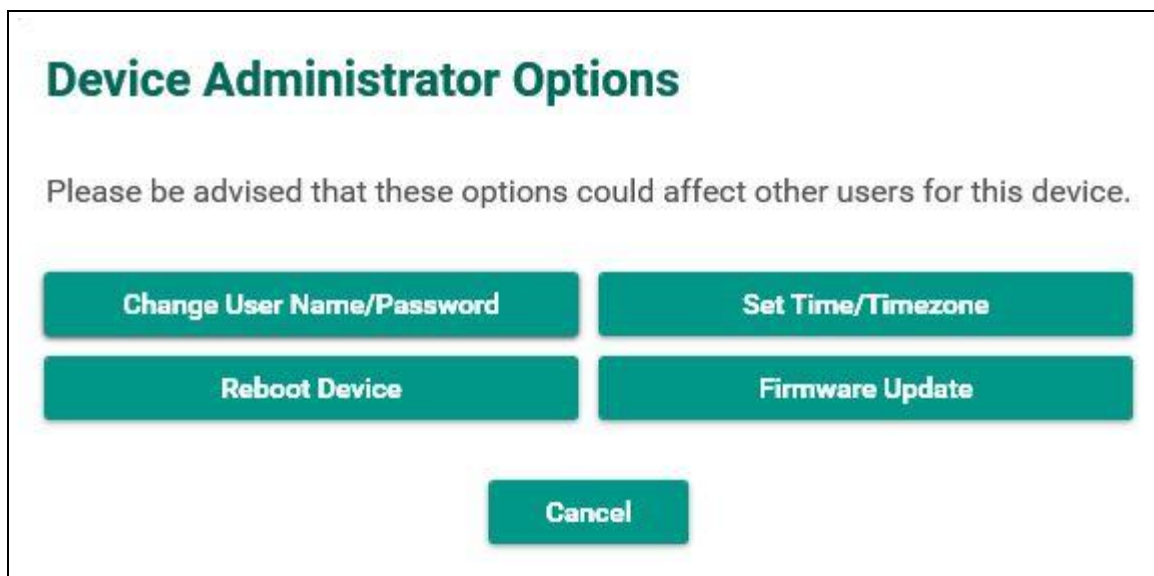 Device Administrator Options
Please be advised that these options could affect other users for this device.
Change User Name/Password
Set Time/Timezone
Reboot Device
Firmware Update
Cancel